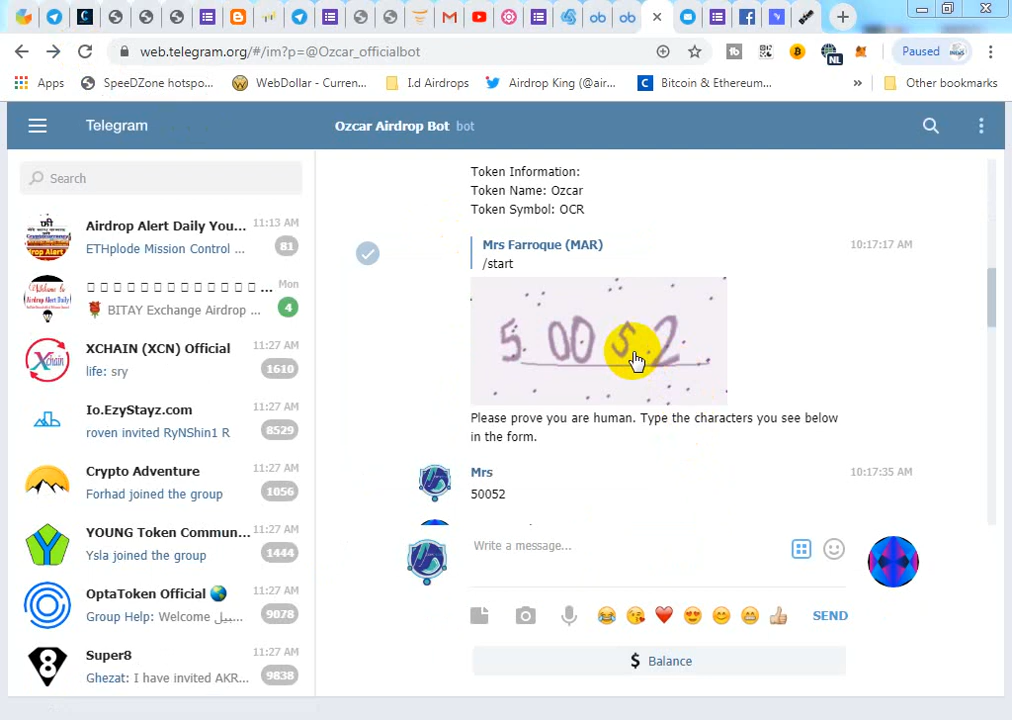 web.telegram.org/#/im?p=@Ozcar_officialbot
Paused
NL
Apps
SpeeDZone hotspo...
WebDollar - Curren...
I.d Airdrops
Airdrop King (@air...
Bitcoin & Ethereum'...
»
Other bookmarks
Telegram
Ozcar Airdrop Bot bot
Search
Airdrop Alert Daily You... 11:13 AM
ETHplode Mission Control ... 81
... Mon
BITAY Exchange Airdrop ... 4
XCHAIN (XCN) Official 11:27 AM
life: sry 1610
Io.EzyStayz.com 11:27 AM
roven invited RyNShin1 R 8529
Crypto Adventure 11:27 AM
Forhad joined the group 1056
YOUNG Token Commun... 11:27 AM
Ysla joined the group 1444
OptaToken Official 11:27 AM
Group Help: Welcome سبيل... 9078
Super8 11:27 AM
Ghezat: I have invited AKR... 9838
Token Information:
Token Name: Ozcar
Token Symbol: OCR
Mrs Farroque (MAR) 10:17:17 AM
/start
5 00 5 2
Please prove you are human. Type the characters you see below
in the form.
Mrs 10:17:35 AM
50052
Write a message...
SEND
$ Balance